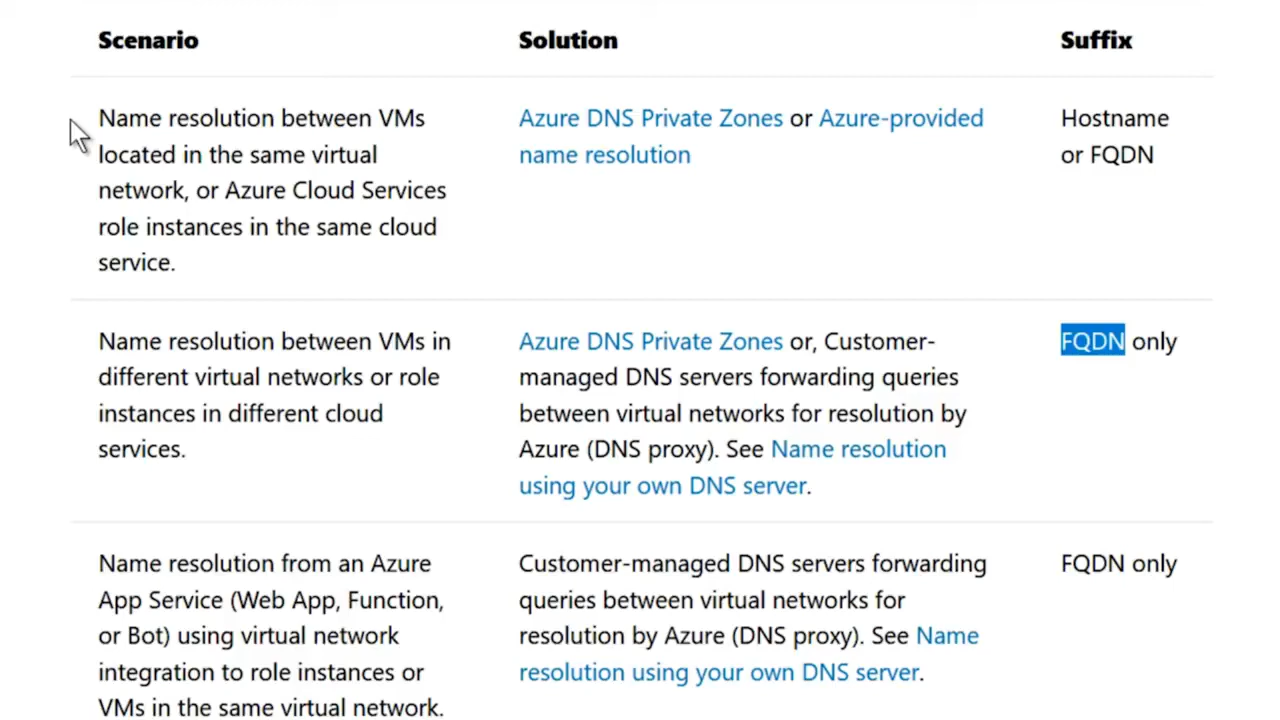 Scenario Solution Suffix
Name resolution between VMs
located in the same virtual
network, or Azure Cloud Services
role instances in the same cloud
service.
Azure DNS Private Zones or Azure-provided
name resolution
Hostname
or FQDN
Name resolution between VMs in
different virtual networks or role
instances in different cloud
services.
Azure DNS Private Zones or, Customer-
managed DNS servers forwarding queries
between virtual networks for resolution by
Azure (DNS proxy). See Name resolution
using your own DNS server.
FQDN only
Name resolution from an Azure
App Service (Web App, Function,
or Bot) using virtual network
integration to role instances or
VMs in the same virtual network.
Customer-managed DNS servers forwarding
queries between virtual networks for
resolution by Azure (DNS proxy). See Name
resolution using your own DNS server.
FQDN only